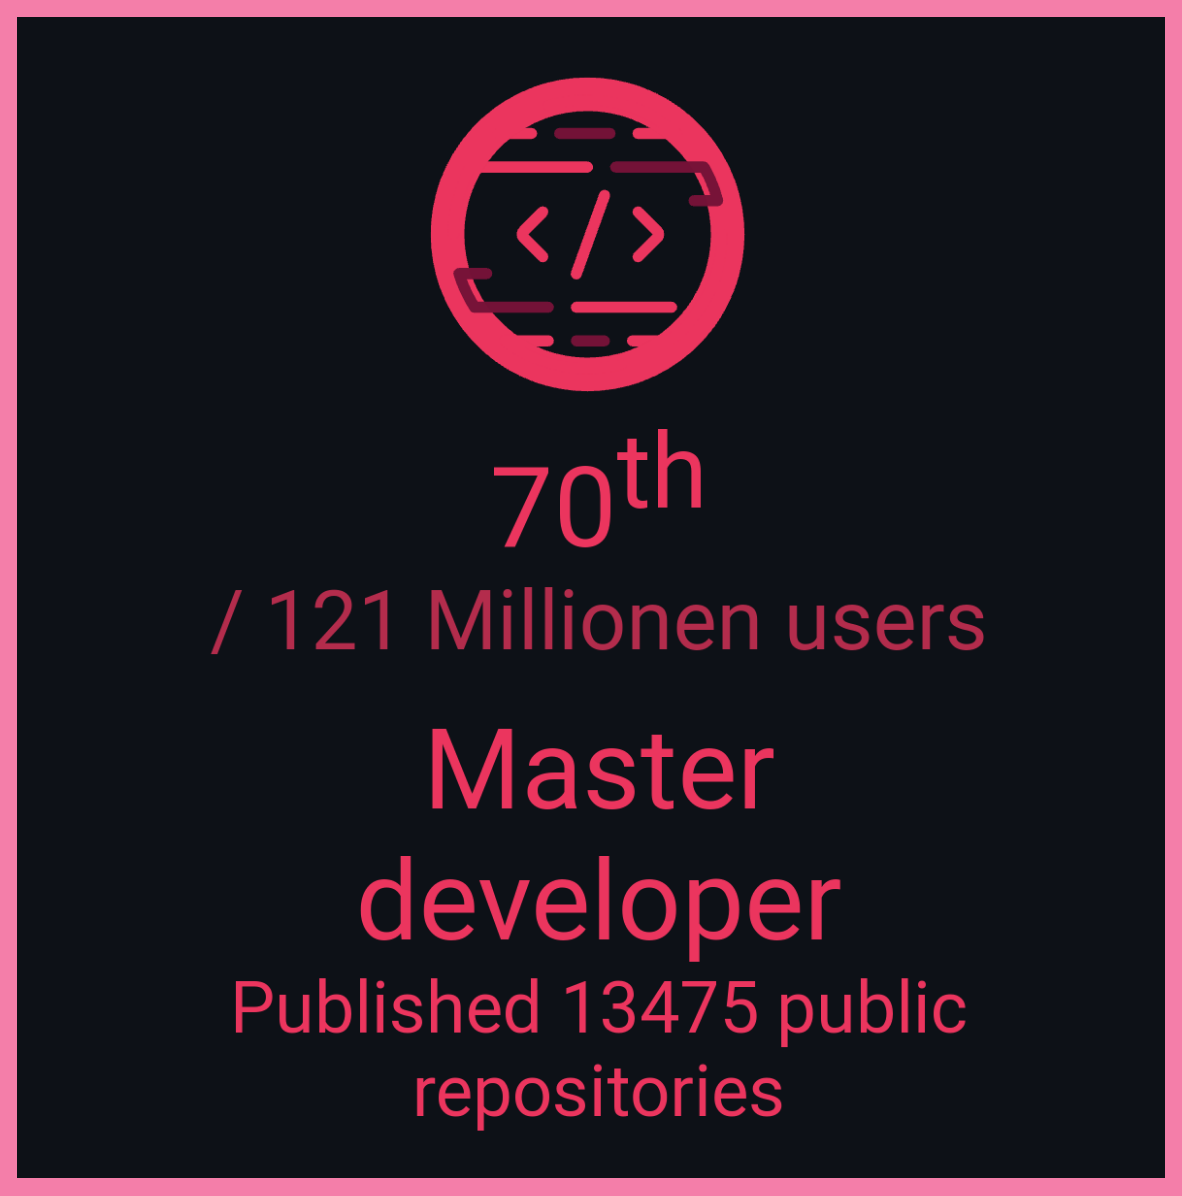 </>
70th
/ 121 Millionen users
Master
developer
Published 13475 public
repositories